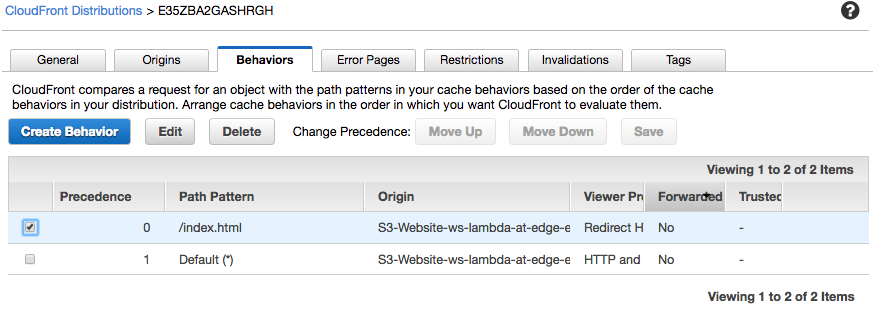 CloudFront Distributions > E35ZBA2GASHRGH
?
General Origins Behaviors Error Pages Restrictions Invalidations Tags
CloudFront compares a request for an object with the path patterns in your cache behaviors based on the order of the cache
behaviors in your distribution. Arrange cache behaviors in the order in which you want CloudFront to evaluate them.
Create Behavior Edit Delete Change Precedence: Move Up Move Down Save
Viewing 1 to 2 of 2 Items
Precedence Path Pattern Origin Viewer Pr Forwarded Trusted
0 /index.html S3-Website-ws-lambda-at-edge-e Redirect H No -
1 Default (*) S3-Website-ws-lambda-at-edge-e HTTP and No -
Viewing 1 to 2 of 2 Items